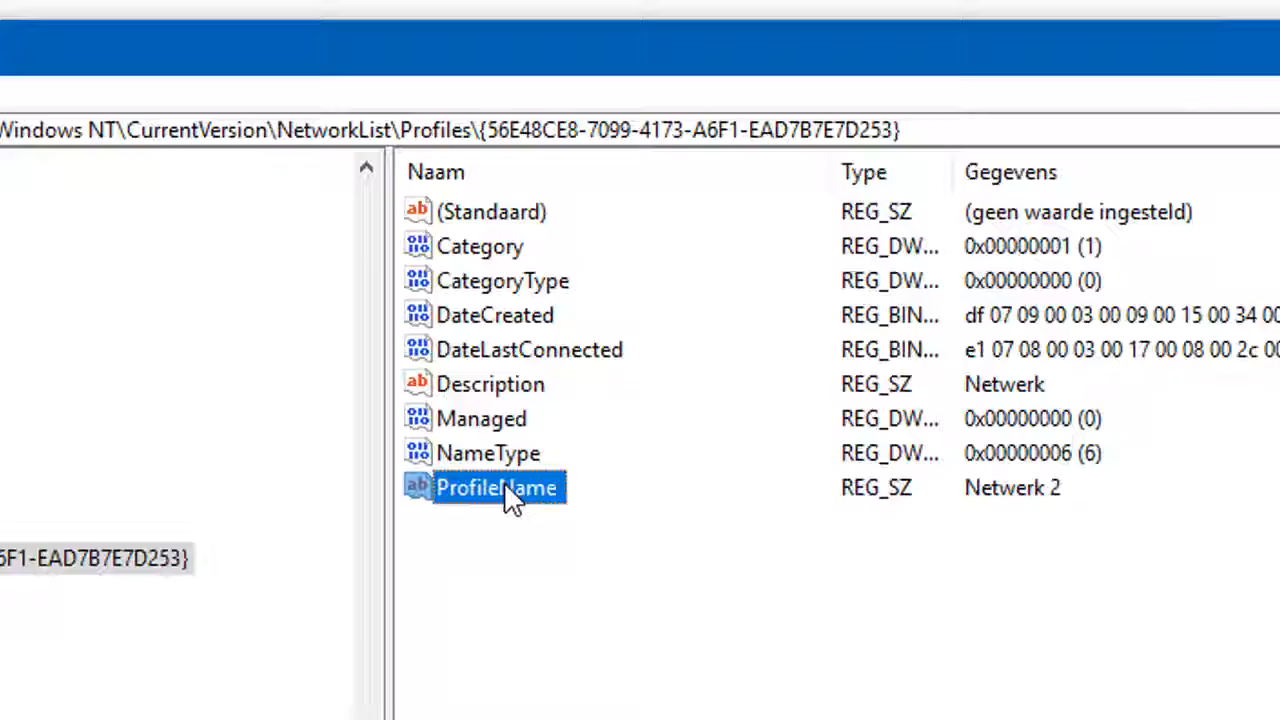 Windows NT\CurrentVersion\NetworkList\Profiles\{56E48CE8-7099-4173-A6F1-EAD7B7E7D253}
Naam Type Gegevens
(Standaard) REG_SZ (geen waarde ingesteld)
Category REG_DW... 0x00000001 (1)
CategoryType REG_DW... 0x00000000 (0)
DateCreated REG_BIN... df 07 09 00 03 00 09 00 15 00 34 00
DateLastConnected REG_BIN... e1 07 08 00 03 00 17 00 08 00 2c 00
Description REG_SZ Netwerk
Managed REG_DW... 0x00000000 (0)
NameType REG_DW... 0x00000006 (6)
ProfileName REG_SZ Netwerk 2
6F1-EAD7B7E7D253}